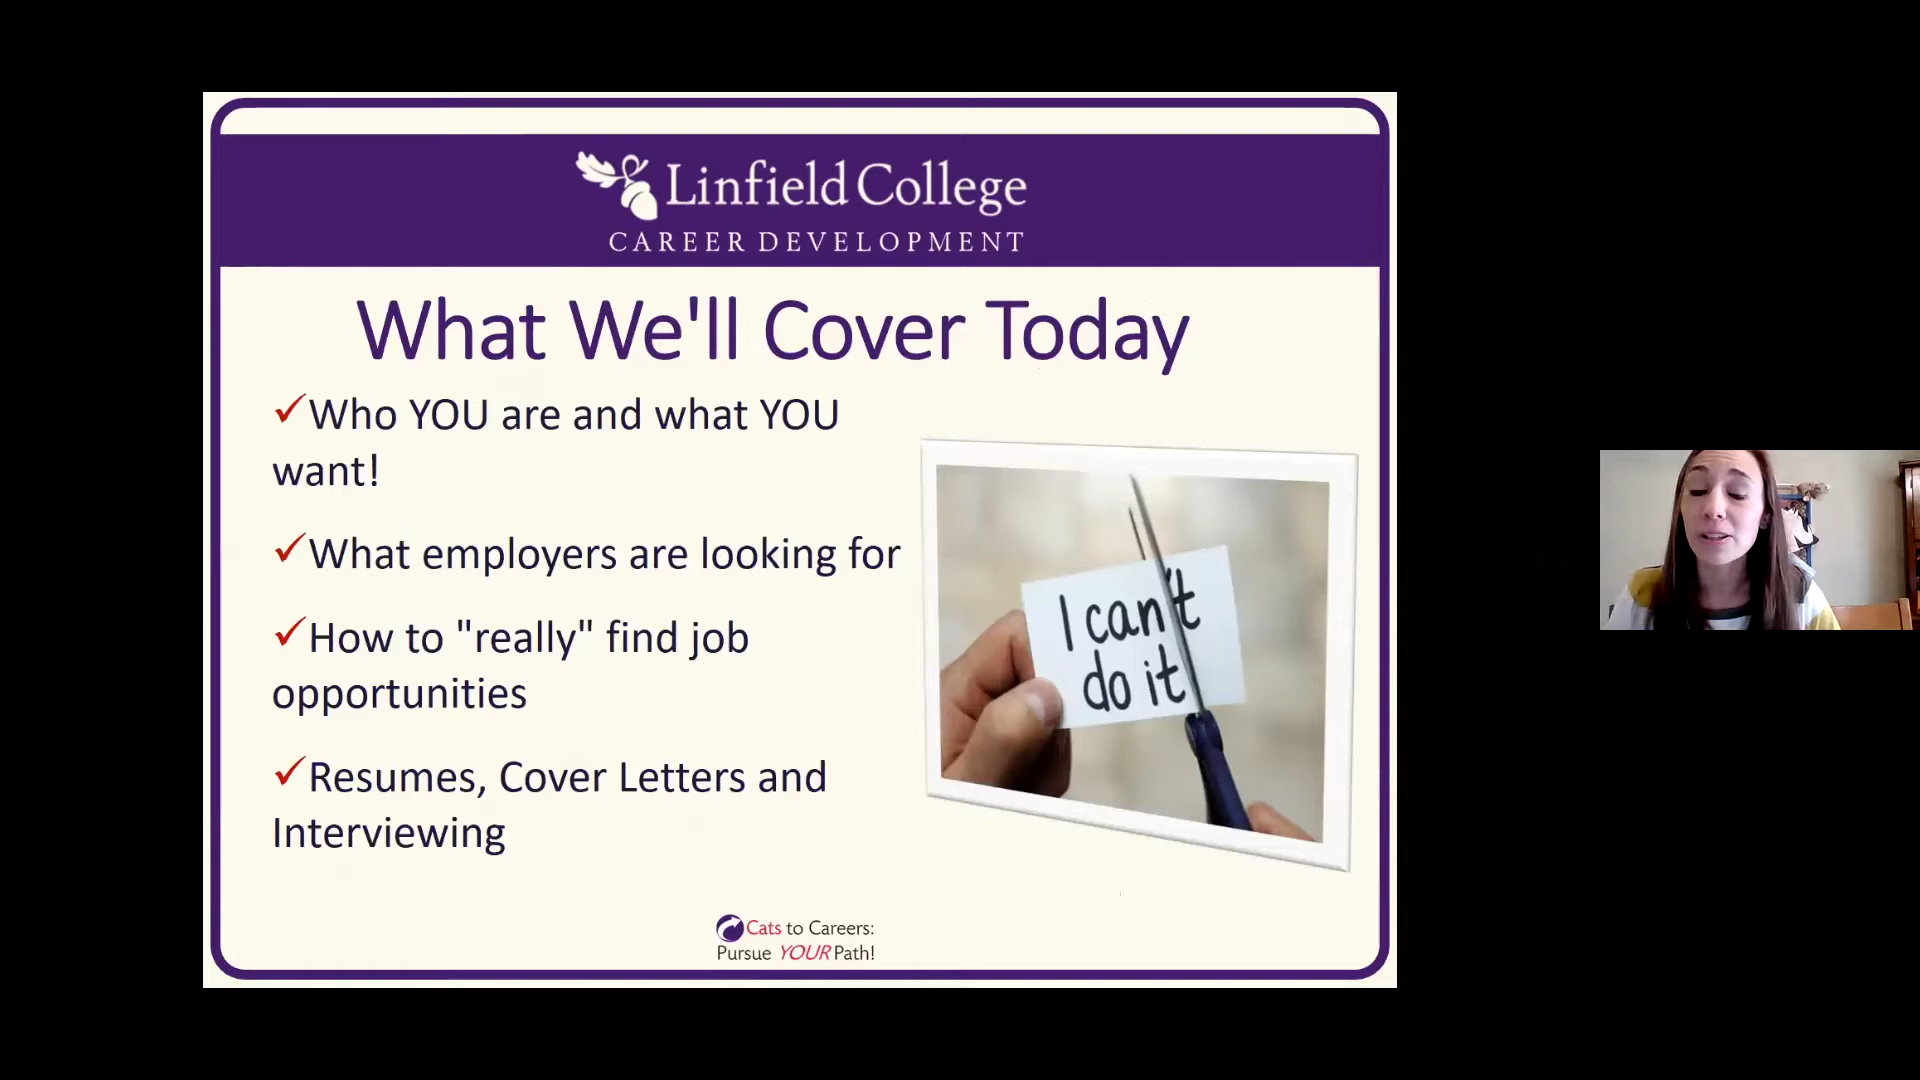 Linfield College
CAREER DEVELOPMENT
What We'll Cover Today
✓Who YOU are and what YOU
want!
✓What employers are looking for
✓How to "really" find job
opportunities
✓Resumes, Cover Letters and
Interviewing
I can't
do it
Cats to Careers:
Pursue YOUR Path!